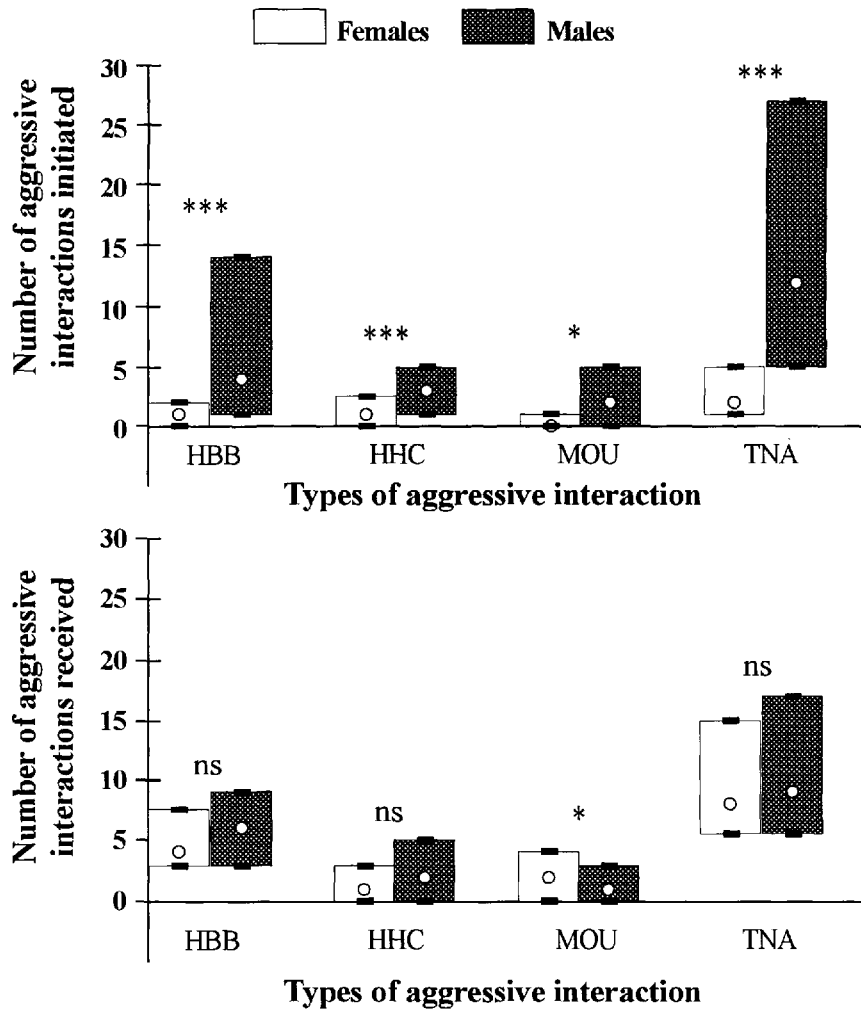 Females Males
Number of aggressive
interactions initiated
30
25
20
15
10
5
0
***
***
*
***
HBB HHC MOU TNA
Types of aggressive interaction
Number of aggressive
interactions received
30
25
20
15
10
5
0
ns
ns
*
ns
HBB HHC MOU TNA
Types of aggressive interaction